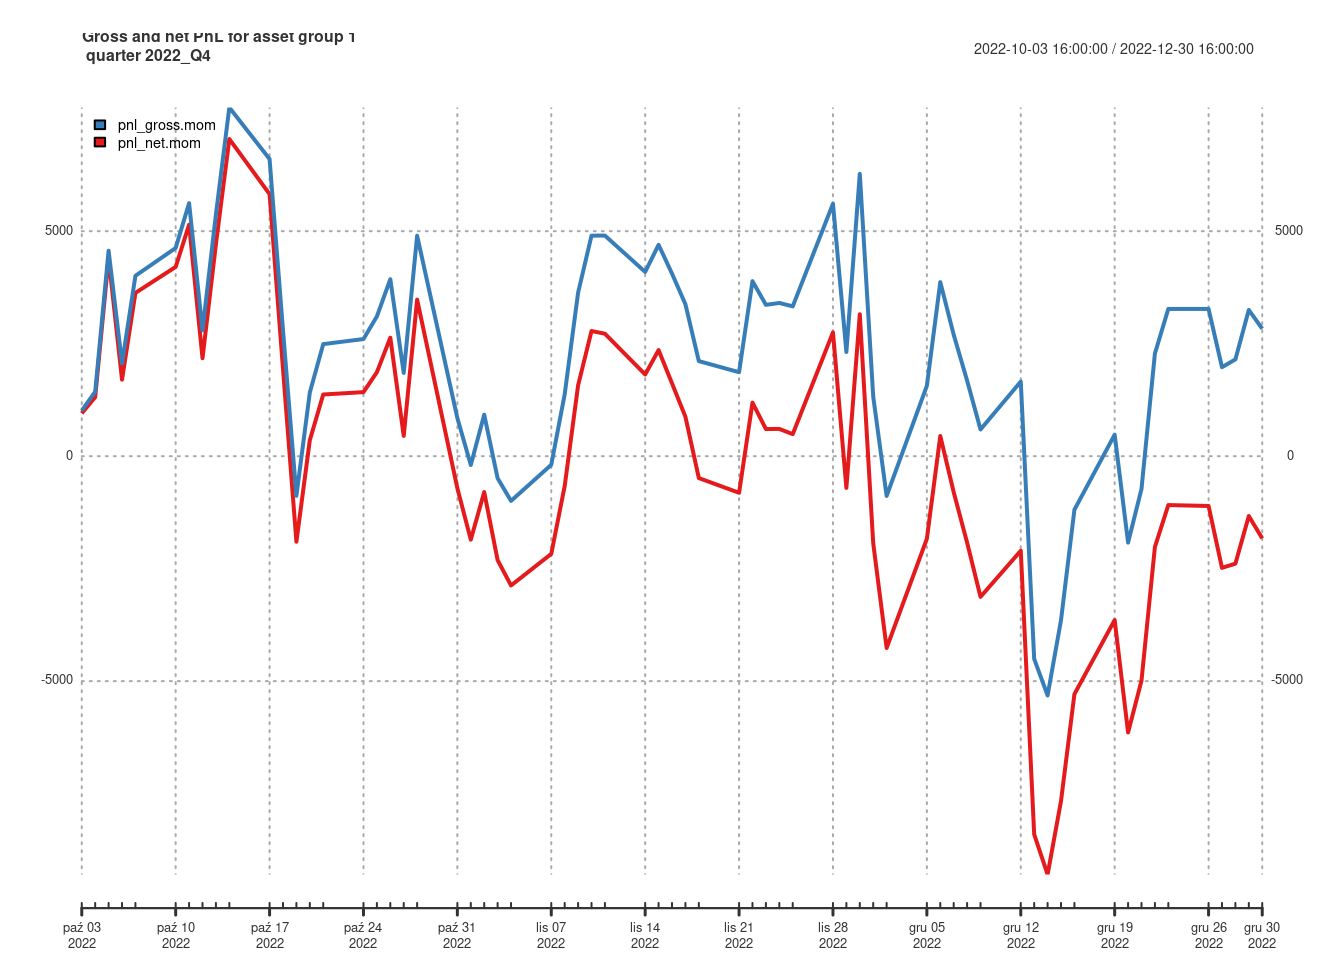 Gross and net PnL for asset group 1
quarter 2022_Q4
2022-10-03 16:00:00 / 2022-12-30 16:00:00
pnl_gross.mom
pnl_net.mom
5000
5000
0
0
-5000
-5000
paź 03
2022
paź 10
2022
paź 17
2022
paź 24
2022
paź 31
2022
lis 07
2022
lis 14
2022
lis 21
2022
lis 28
2022
gru 05
2022
gru 12
2022
gru 19
2022
gru 26
2022
gru 30
2022